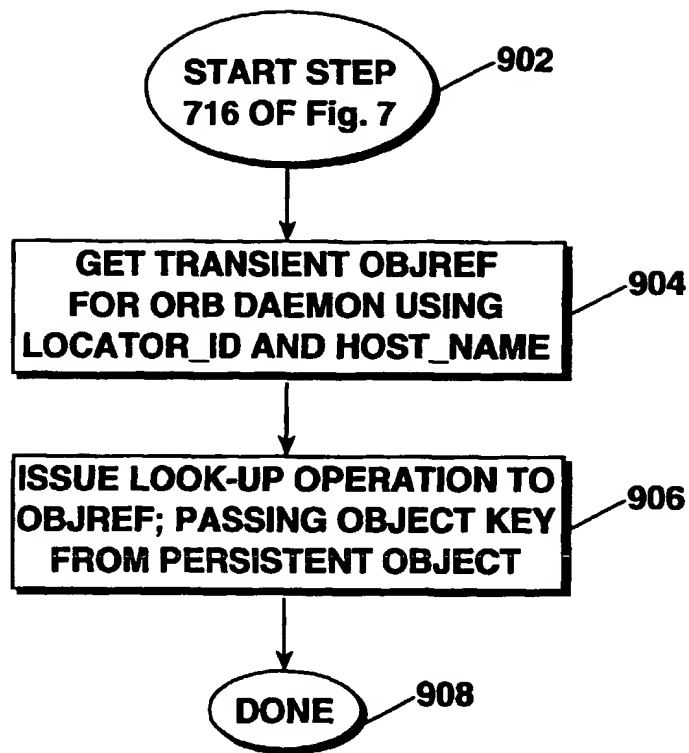 START STEP
716 OF Fig. 7
902
GET TRANSIENT OBJREF
FOR ORB DAEMON USING
LOCATOR_ID AND HOST_NAME
904
ISSUE LOOK-UP OPERATION TO
OBJREF; PASSING OBJECT KEY
FROM PERSISTENT OBJECT
906
DONE
908